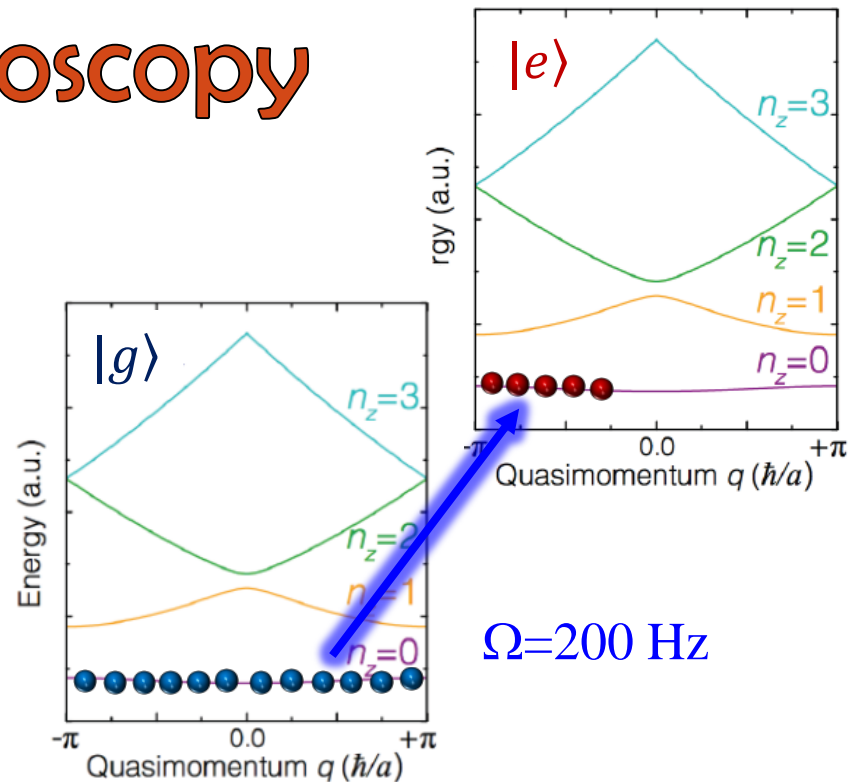 oscopy
|e⟩
n_z=3
n_z=2
n_z=1
n_z=0
rgy (a.u.)
-π 0.0 +π
Quasimomentum q (ħ/a)
|g⟩
n_z=3
n_z=2
n_z=1
n_z=0
Energy (a.u.)
-π 0.0 +π
Quasimomentum q (ħ/a)
Ω=200 Hz